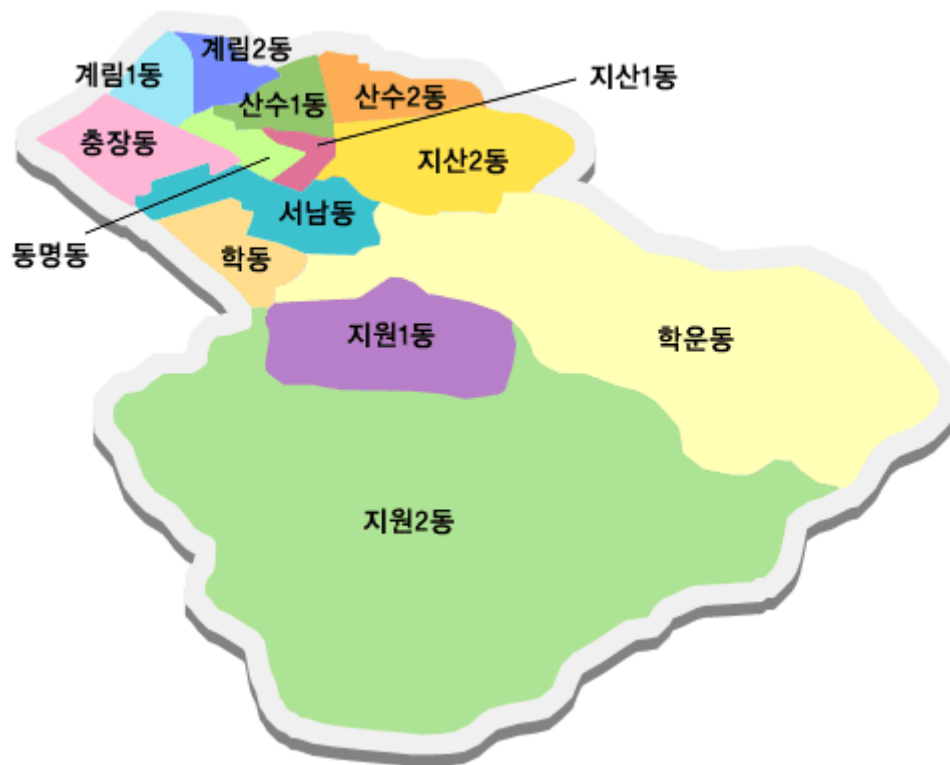 계림2동
계림1동
지산1동
산수1동
산수2동
충장동
지산2동
서남동
동명동
학동
지원1동
학운동
지원2동